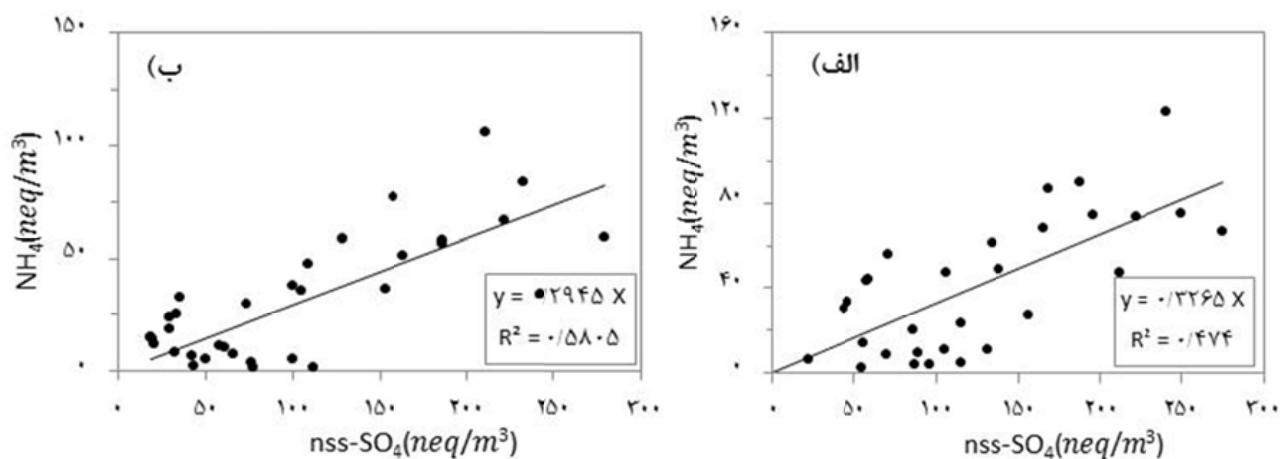 الف)
NH₄(neq/m³)
۱۶۰
۱۲۰
۸۰
۴۰
۰
y = ۰/۳۲۶۵ X
R² = ۰/۴۷۴
۰ ۵۰ ۱۰۰ ۱۵۰ ۲۰۰ ۲۵۰ ۳۰۰
nss-SO₄(neq/m³)
ب)
NH₄(neq/m³)
۱۵۰
۱۰۰
۵۰
۰
y = ۰/۲۹۴۵ X
R² = ۰/۵۸۰۵
۰ ۵۰ ۱۰۰ ۱۵۰ ۲۰۰ ۲۵۰ ۳۰۰
nss-SO₄(neq/m³)